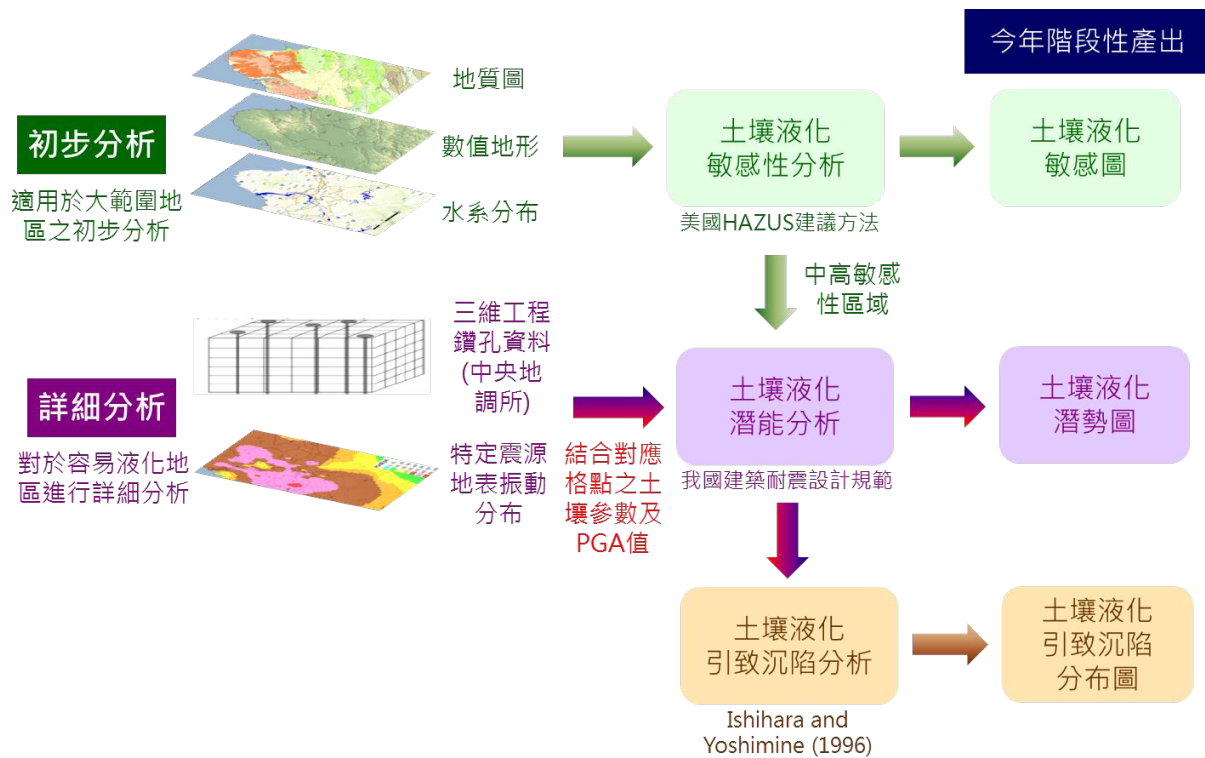 今年階段性產出
地質圖
初步分析
數值地形
土壤液化
敏感性分析
土壤液化
敏感圖
適用於大範圍地
區之初步分析
水系分布
美國HAZUS建議方法
中高敏感
性區域
三維工程
鑽孔資料
(中央地
調所)
詳細分析
土壤液化
潛能分析
土壤液化
潛勢圖
對於容易液化地
區進行詳細分析
特定震源
地表振動
分布
結合對應
格點之土
壤參數及
PGA值
我國建築耐震設計規範
土壤液化
引致沉陷分析
土壤液化
引致沉陷
分布圖
Ishihara and
Yoshimine (1996)